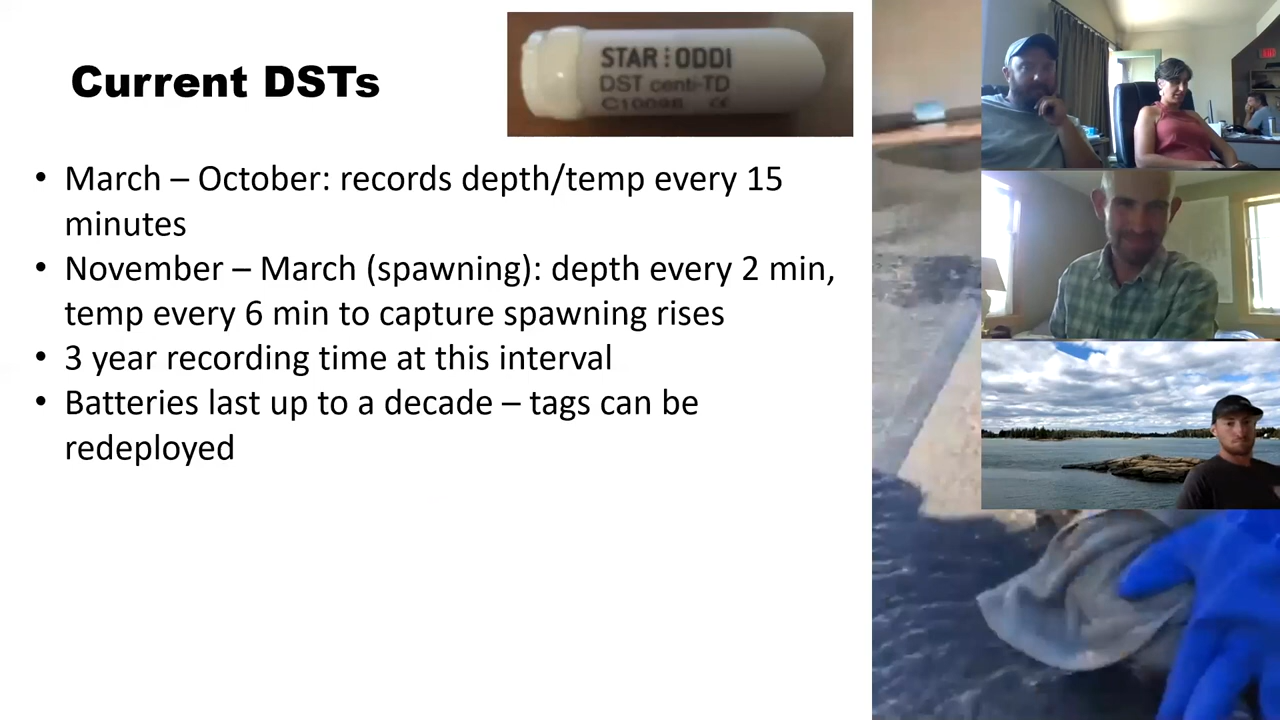 Current DSTs
STAR ODDI
DST centi-TD
• March – October: records depth/temp every 15
minutes
• November – March (spawning): depth every 2 min,
temp every 6 min to capture spawning rises
• 3 year recording time at this interval
• Batteries last up to a decade – tags can be
redeployed